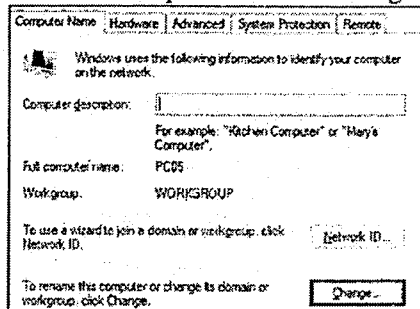 Computer Name Hardware Advanced System Protection Remote
Windows uses the following information to identify your computer
on the network.
Computer description:
For example: "Kitchen Computer" or "Mary's
Computer".
Full computer name: PC05
Workgroup: WORKGROUP
To use a wizard to join a domain or workgroup, click
Network ID.
Network ID...
To rename this computer or change its domain or
workgroup, click Change.
Change...